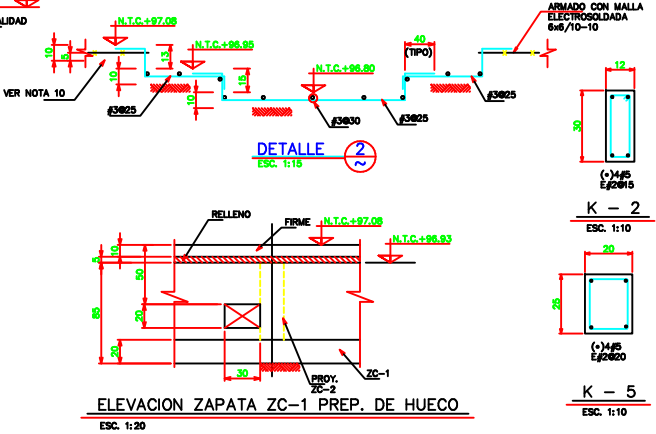 ALIDAD
N.T.C.+97.08
N.T.C.+96.95
N.T.C.+96.80
ARMADO CON MALLA
ELECTROSOLDADA
6x6/10-10
10
5
13
10
15
10
40
(TIPO)
VER NOTA 10
#3@25
#3@30
#3@25
#3@25
DETALLE 2
ESC. 1:15
~
12
30
(•)4#5
E#2@15
K - 2
ESC. 1:10
RELLENO
FIRME
N.T.C.+97.08
N.T.C.+96.93
5
10
50
85
20
20
30
PROY.
ZC-2
ZC-1
ELEVACION ZAPATA ZC-1 PREP. DE HUECO
ESC. 1:20
20
25
(•)4#5
E#2@20
K - 5
ESC. 1:10